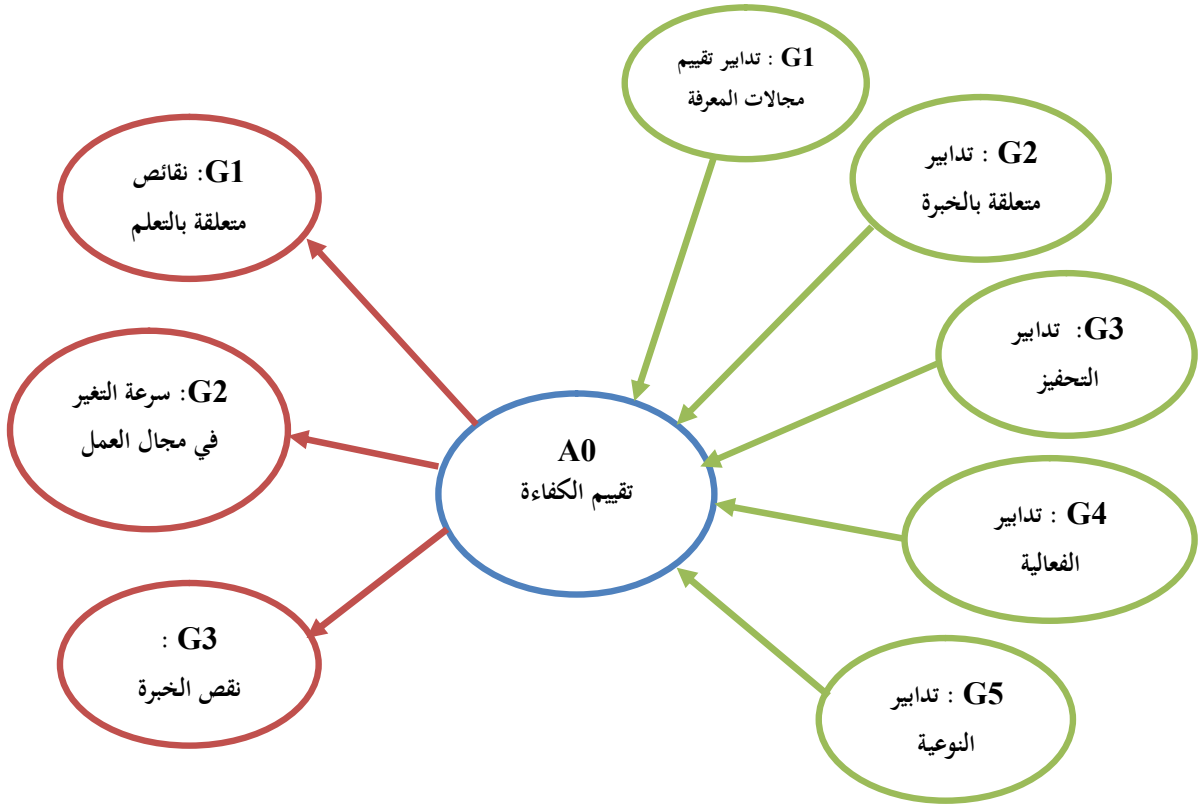 G1 : تدابير تقييم
مجالات المعرفة
G2 : تدابير
متعلقة بالخبرة
G3: تدابير
التحفيز
G4 : تدابير
الفعالية
G5 : تدابير
النوعية
A0
تقييم الكفاءة
G1: نقائص
متعلقة بالتعلم
G2: سرعة التغير
في مجال العمل
G3 :
نقص الخبرة